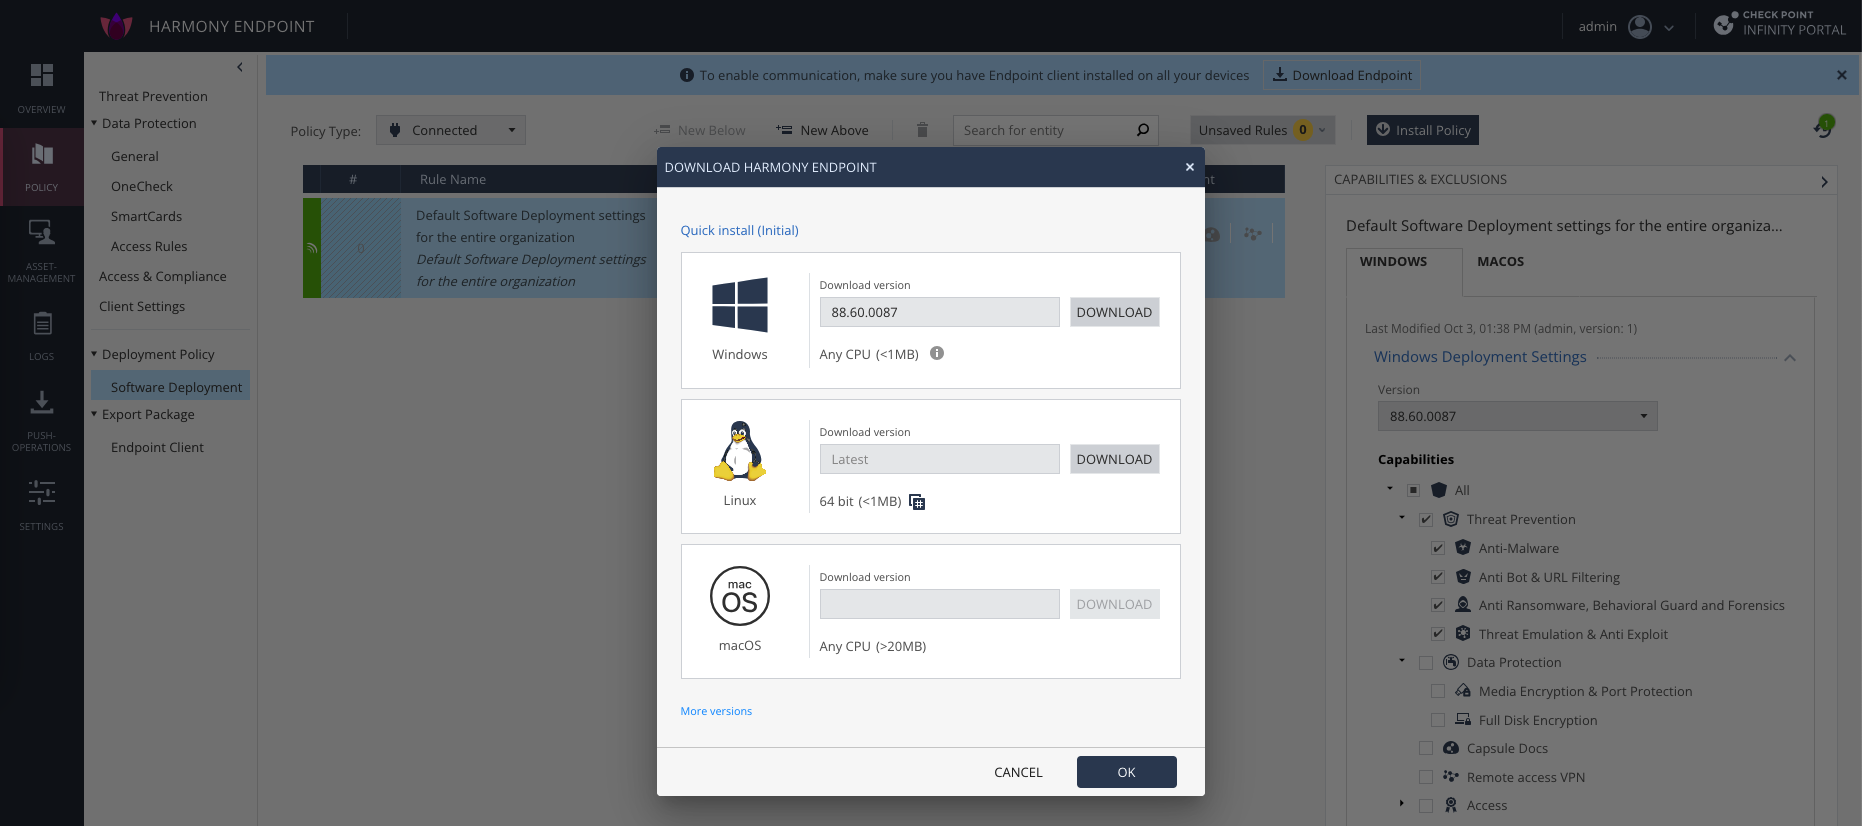 HARMONY ENDPOINT
admin
CHECK POINT
INFINITY PORTAL
OVERVIEW
POLICY
ASSET-
MANAGEMENT
LOGS
PUSH-
OPERATIONS
SETTINGS
Threat Prevention
Data Protection
General
OneCheck
SmartCards
Access Rules
Access & Compliance
Client Settings
Deployment Policy
Software Deployment
Export Package
Endpoint Client
To enable communication, make sure you have Endpoint client installed on all your devices
Download Endpoint
Policy Type:
Connected
New Below
New Above
Search for entity
Unsaved Rules 0
Install Policy
1
#
Rule Name
nt
0
Default Software Deployment settings
for the entire organization
Default Software Deployment settings
for the entire organization
DOWNLOAD HARMONY ENDPOINT
Quick install (Initial)
Windows
Download version
88.60.0087
DOWNLOAD
Any CPU (<1MB)
Linux
Download version
Latest
DOWNLOAD
64 bit (<1MB)
mac
OS
macOS
Download version
DOWNLOAD
Any CPU (>20MB)
More versions
CANCEL
OK
CAPABILITIES & EXCLUSIONS
Default Software Deployment settings for the entire organiza...
WINDOWS
MACOS
Last Modified Oct 3, 01:38 PM (admin, version: 1)
Windows Deployment Settings
Version
88.60.0087
Capabilities
All
Threat Prevention
Anti-Malware
Anti Bot & URL Filtering
Anti Ransomware, Behavioral Guard and Forensics
Threat Emulation & Anti Exploit
Data Protection
Media Encryption & Port Protection
Full Disk Encryption
Capsule Docs
Remote access VPN
Access